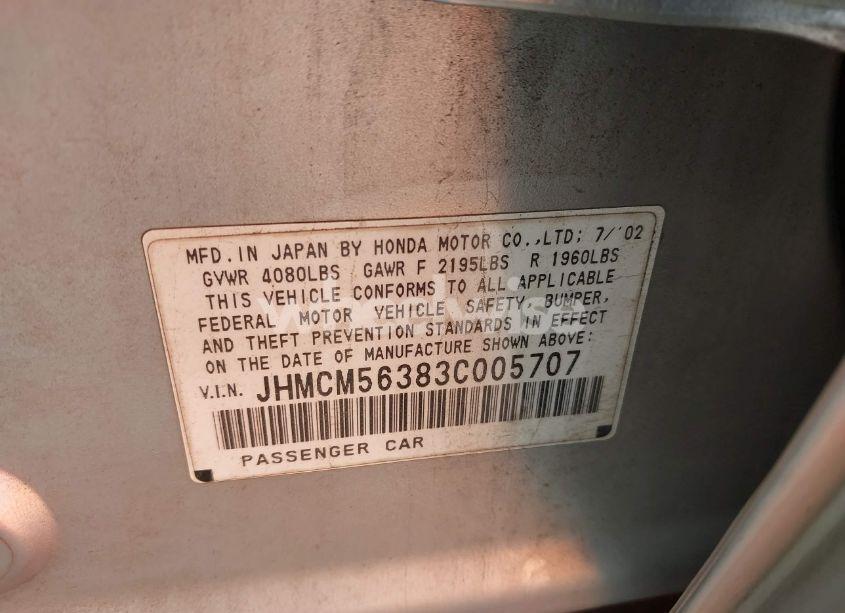 MFD. IN JAPAN BY HONDA MOTOR CO.,LTD; 7/'02
GVWR 4080LBS GAWR F 2195LBS R 1960LBS
THIS VEHICLE CONFORMS TO ALL APPLICABLE
FEDERAL MOTOR VEHICLE SAFETY, BUMPER,
AND THEFT PREVENTION STANDARDS IN EFFECT
ON THE DATE OF MANUFACTURE SHOWN ABOVE:
V.I.N. JHMCM56383C005707
PASSENGER CAR